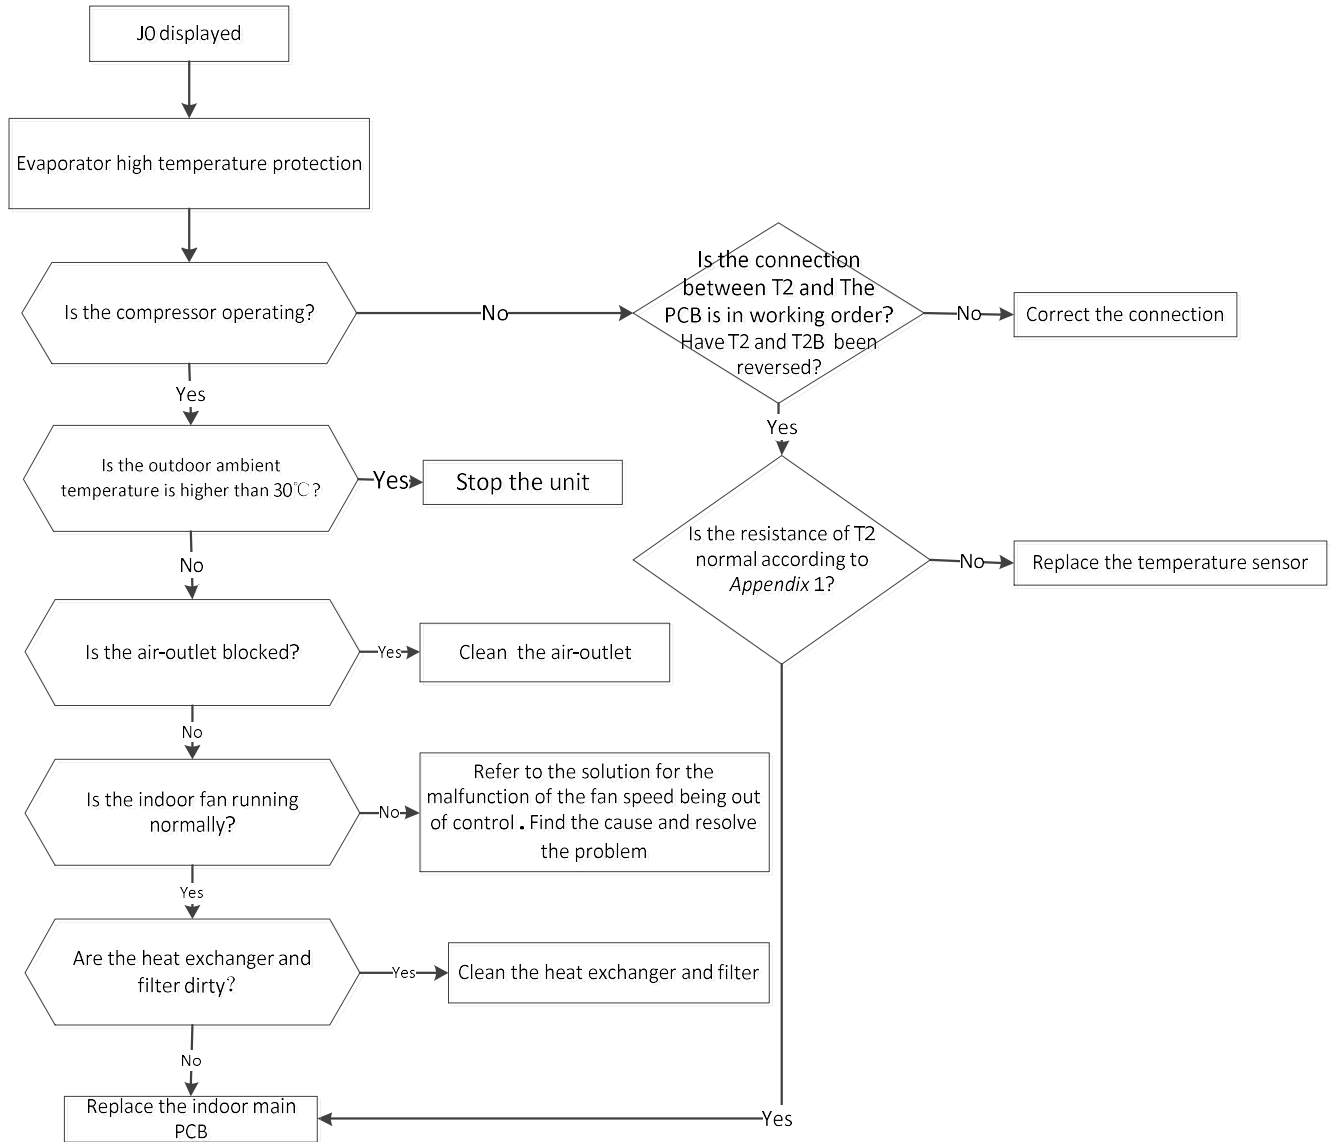 J0 displayed
Evaporator high temperature protection
Is the compressor operating?
No
Is the connection
between T2 and The
PCB is in working order?
Have T2 and T2B been
reversed?
No
Correct the connection
Yes
Yes
Is the outdoor ambient
temperature is higher than 30℃?
Yes
Stop the unit
Is the resistance of T2
normal according to
Appendix 1?
No
Replace the temperature sensor
No
Is the air-outlet blocked?
Yes
Clean the air-outlet
No
Is the indoor fan running
normally?
No
Refer to the solution for the
malfunction of the fan speed being out
of control. Find the cause and resolve
the problem
Yes
Are the heat exchanger and
filter dirty?
Yes
Clean the heat exchanger and filter
No
Replace the indoor main
PCB
Yes